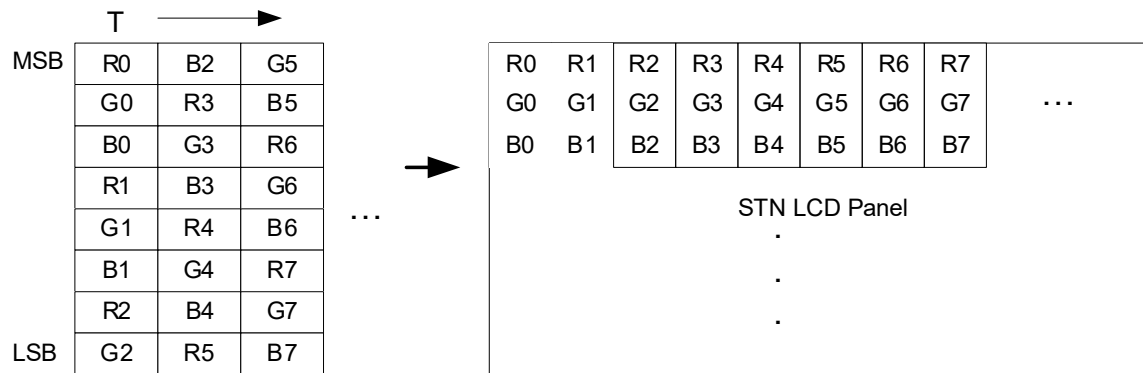 T
MSB R0 B2 G5 R0 R1 R2 R3 R4 R5 R6 R7
G0 R3 B5 G0 G1 G2 G3 G4 G5 G6 G7 ...
B0 G3 R6 B0 B1 B2 B3 B4 B5 B6 B7
R1 B3 G6
STN LCD Panel
G1 R4 B6 ...
.
B1 G4 R7 .
R2 B4 G7 .
LSB G2 R5 B7